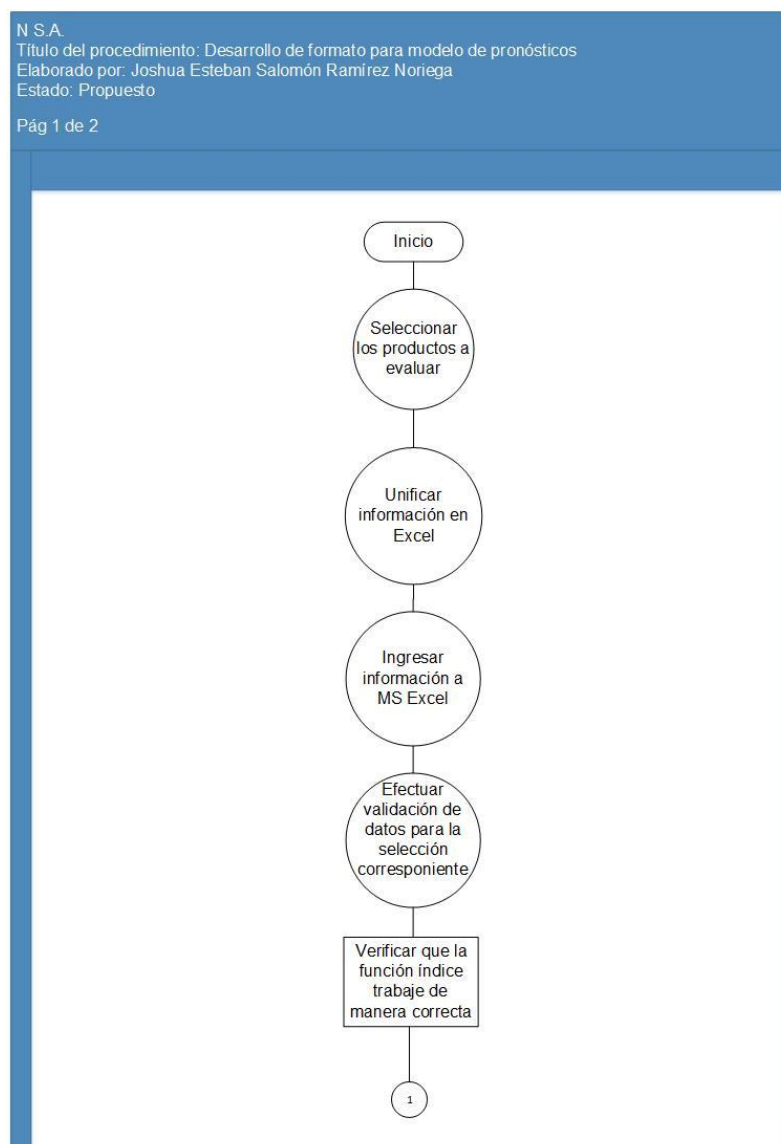 N S.A.
Título del procedimiento: Desarrollo de formato para modelo de pronósticos
Elaborado por: Joshua Esteban Salomón Ramírez Noriega
Estado: Propuesto
Pág 1 de 2
Inicio
Seleccionar
los productos a
evaluar
Unificar
información en
Excel
Ingresar
información a
MS Excel
Efectuar
validación de
datos para la
selección
corresponiente
Verificar que la
función índice
trabaje de
manera correcta
1